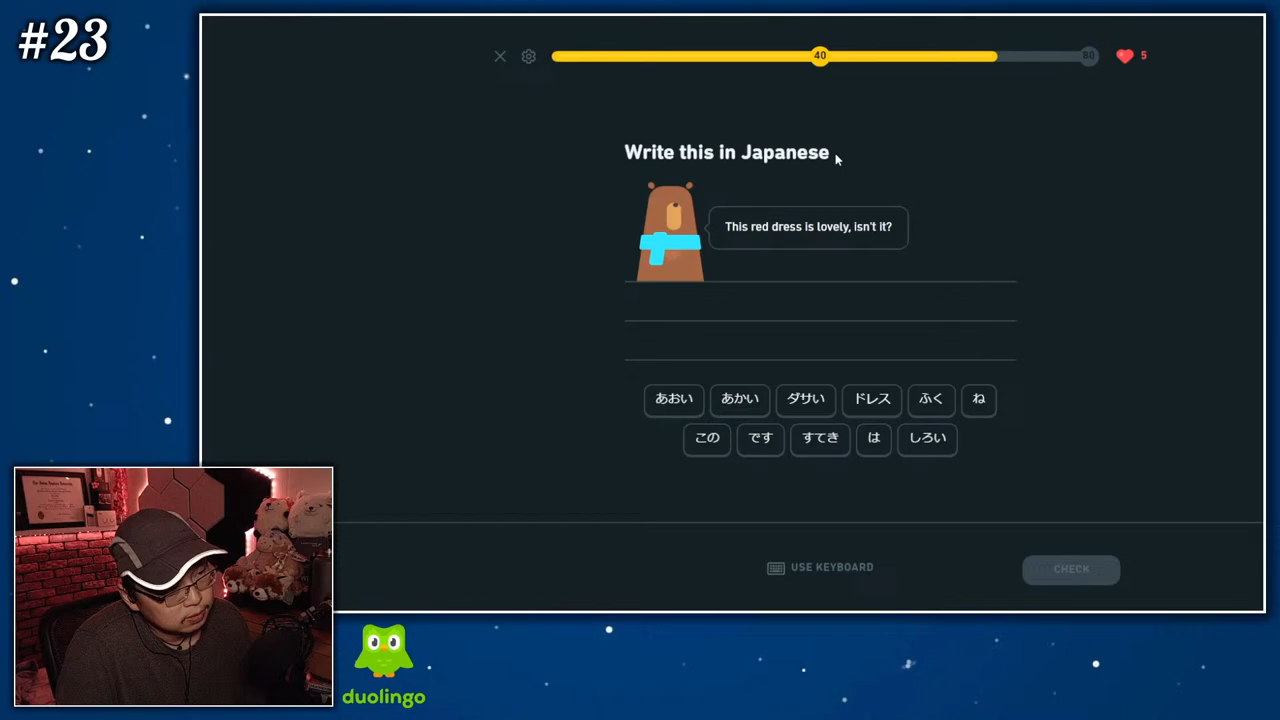 #23
40
80
5
Write this in Japanese
This red dress is lovely, isn't it?
あおい あかい ダサい ドレス ふく ね
この です すてき は しろい
USE KEYBOARD
CHECK
duolingo